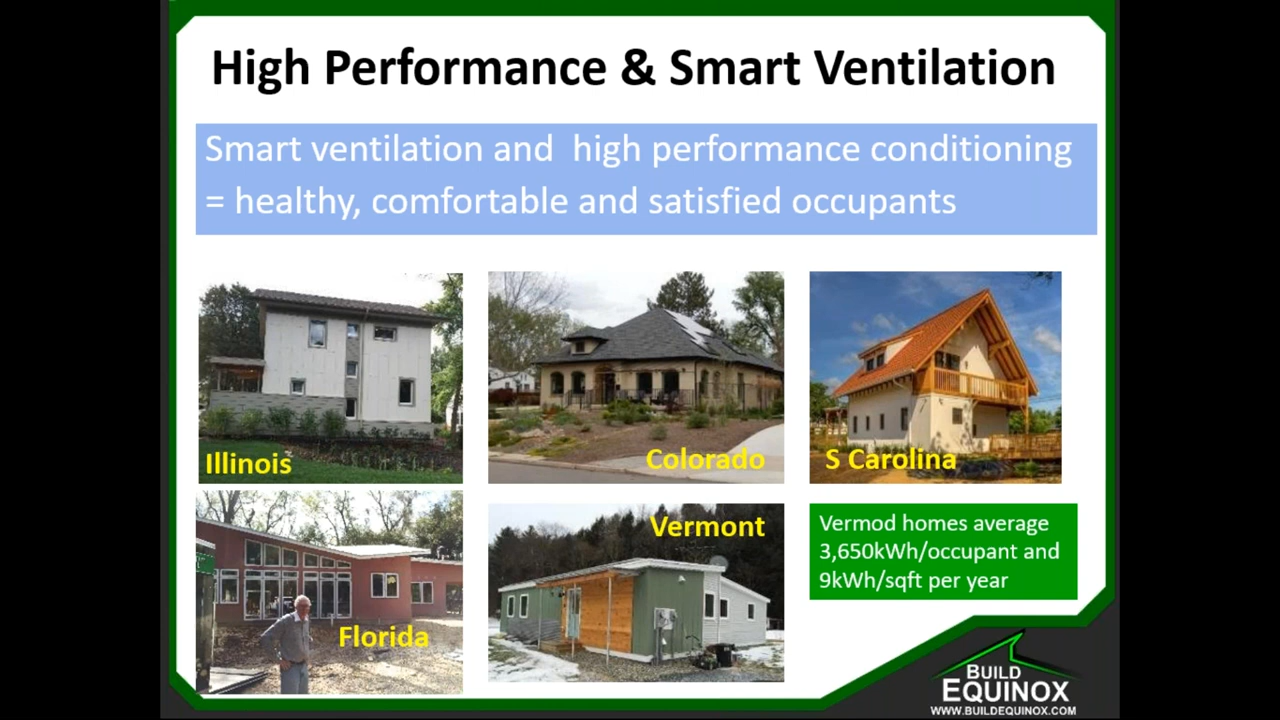 High Performance & Smart Ventilation
Smart ventilation and high performance conditioning
= healthy, comfortable and satisfied occupants
Illinois
Colorado
S Carolina
Florida
Vermont
Vermod homes average
3,650kWh/occupant and
9kWh/sqft per year
BUILD
EQUINOX
WWW.BUILDEQUINOX.COM